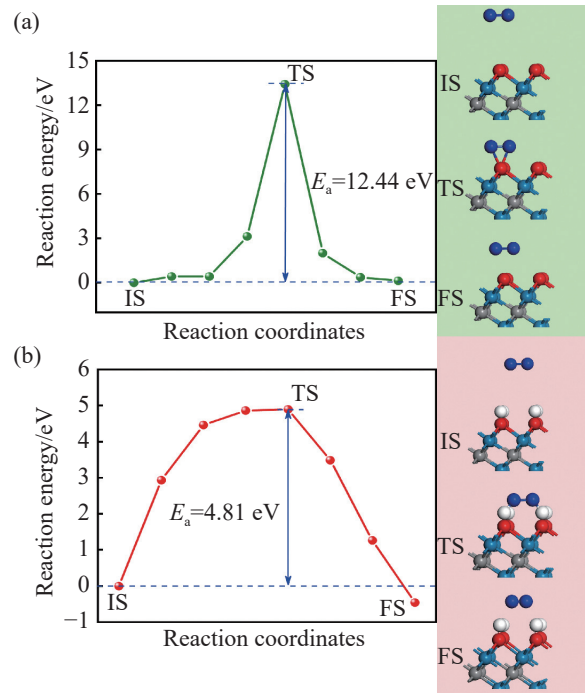 (a)
Reaction energy/eV
15
12
9
6
3
0
TS
Eₐ=12.44 eV
IS
FS
Reaction coordinates
IS
TS
FS
(b)
Reaction energy/eV
6
5
4
3
2
1
0
−1
TS
Eₐ=4.81 eV
IS
FS
Reaction coordinates
IS
TS
FS